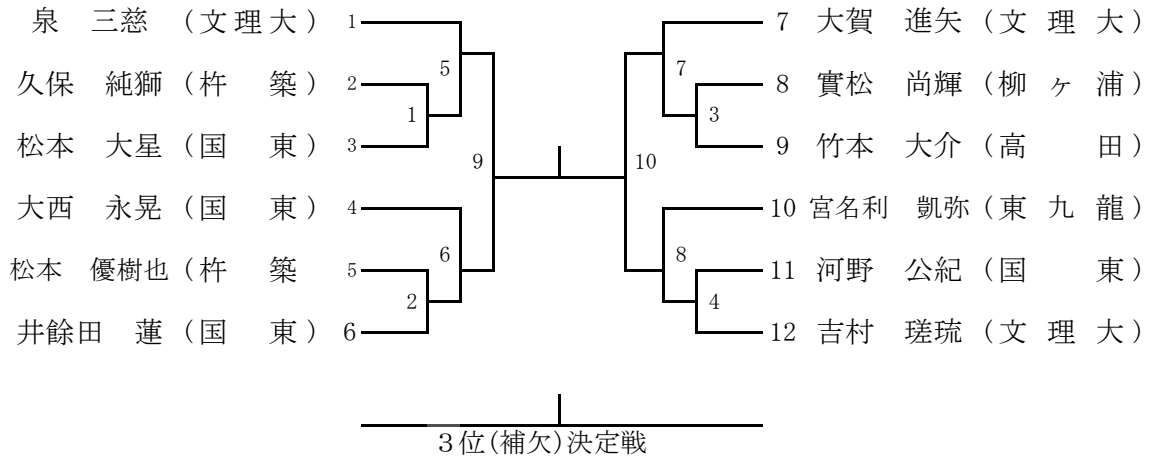 泉　三慈（文理大）1
久保　純獅（杵　築）2
松本　大星（国　東）3
大西　永晃（国　東）4
松本　優樹也（杵　築　5
井餘田　蓮（国　東）6
1
2
5
6
9
7 大賀　進矢（文理大）
8 實松　尚輝（柳ヶ浦）
9 竹本　大介（高　田）
10 宮名利　凱弥（東九龍）
11 河野　公紀（国　東）
12 吉村　瑳琉（文理大）
7
3
10
8
4
３位(補欠)決定戦